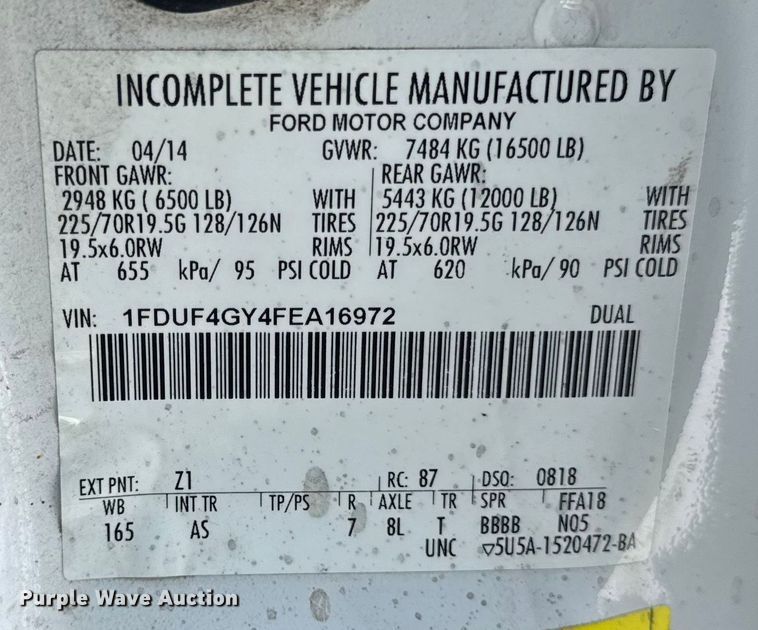 INCOMPLETE VEHICLE MANUFACTURED BY
FORD MOTOR COMPANY
DATE: 04/14 GVWR: 7484 KG (16500 LB)
FRONT GAWR: REAR GAWR:
2948 KG ( 6500 LB) WITH 5443 KG (12000 LB) WITH
225/70R19.5G 128/126N TIRES 225/70R19.5G 128/126N TIRES
19.5x6.0RW RIMS 19.5x6.0RW RIMS
AT 655 kPa/ 95 PSI COLD AT 620 kPa/ 90 PSI COLD
VIN: 1FDUF4GY4FEA16972 DUAL
EXT PNT: Z1 RC: 87 DSO: 0818
WB INT TR TP/PS R AXLE TR SPR FFA18
165 AS 7 8L T BBBB N05
UNC ▽5U5A-1520472-BA
Purple Wave Auction